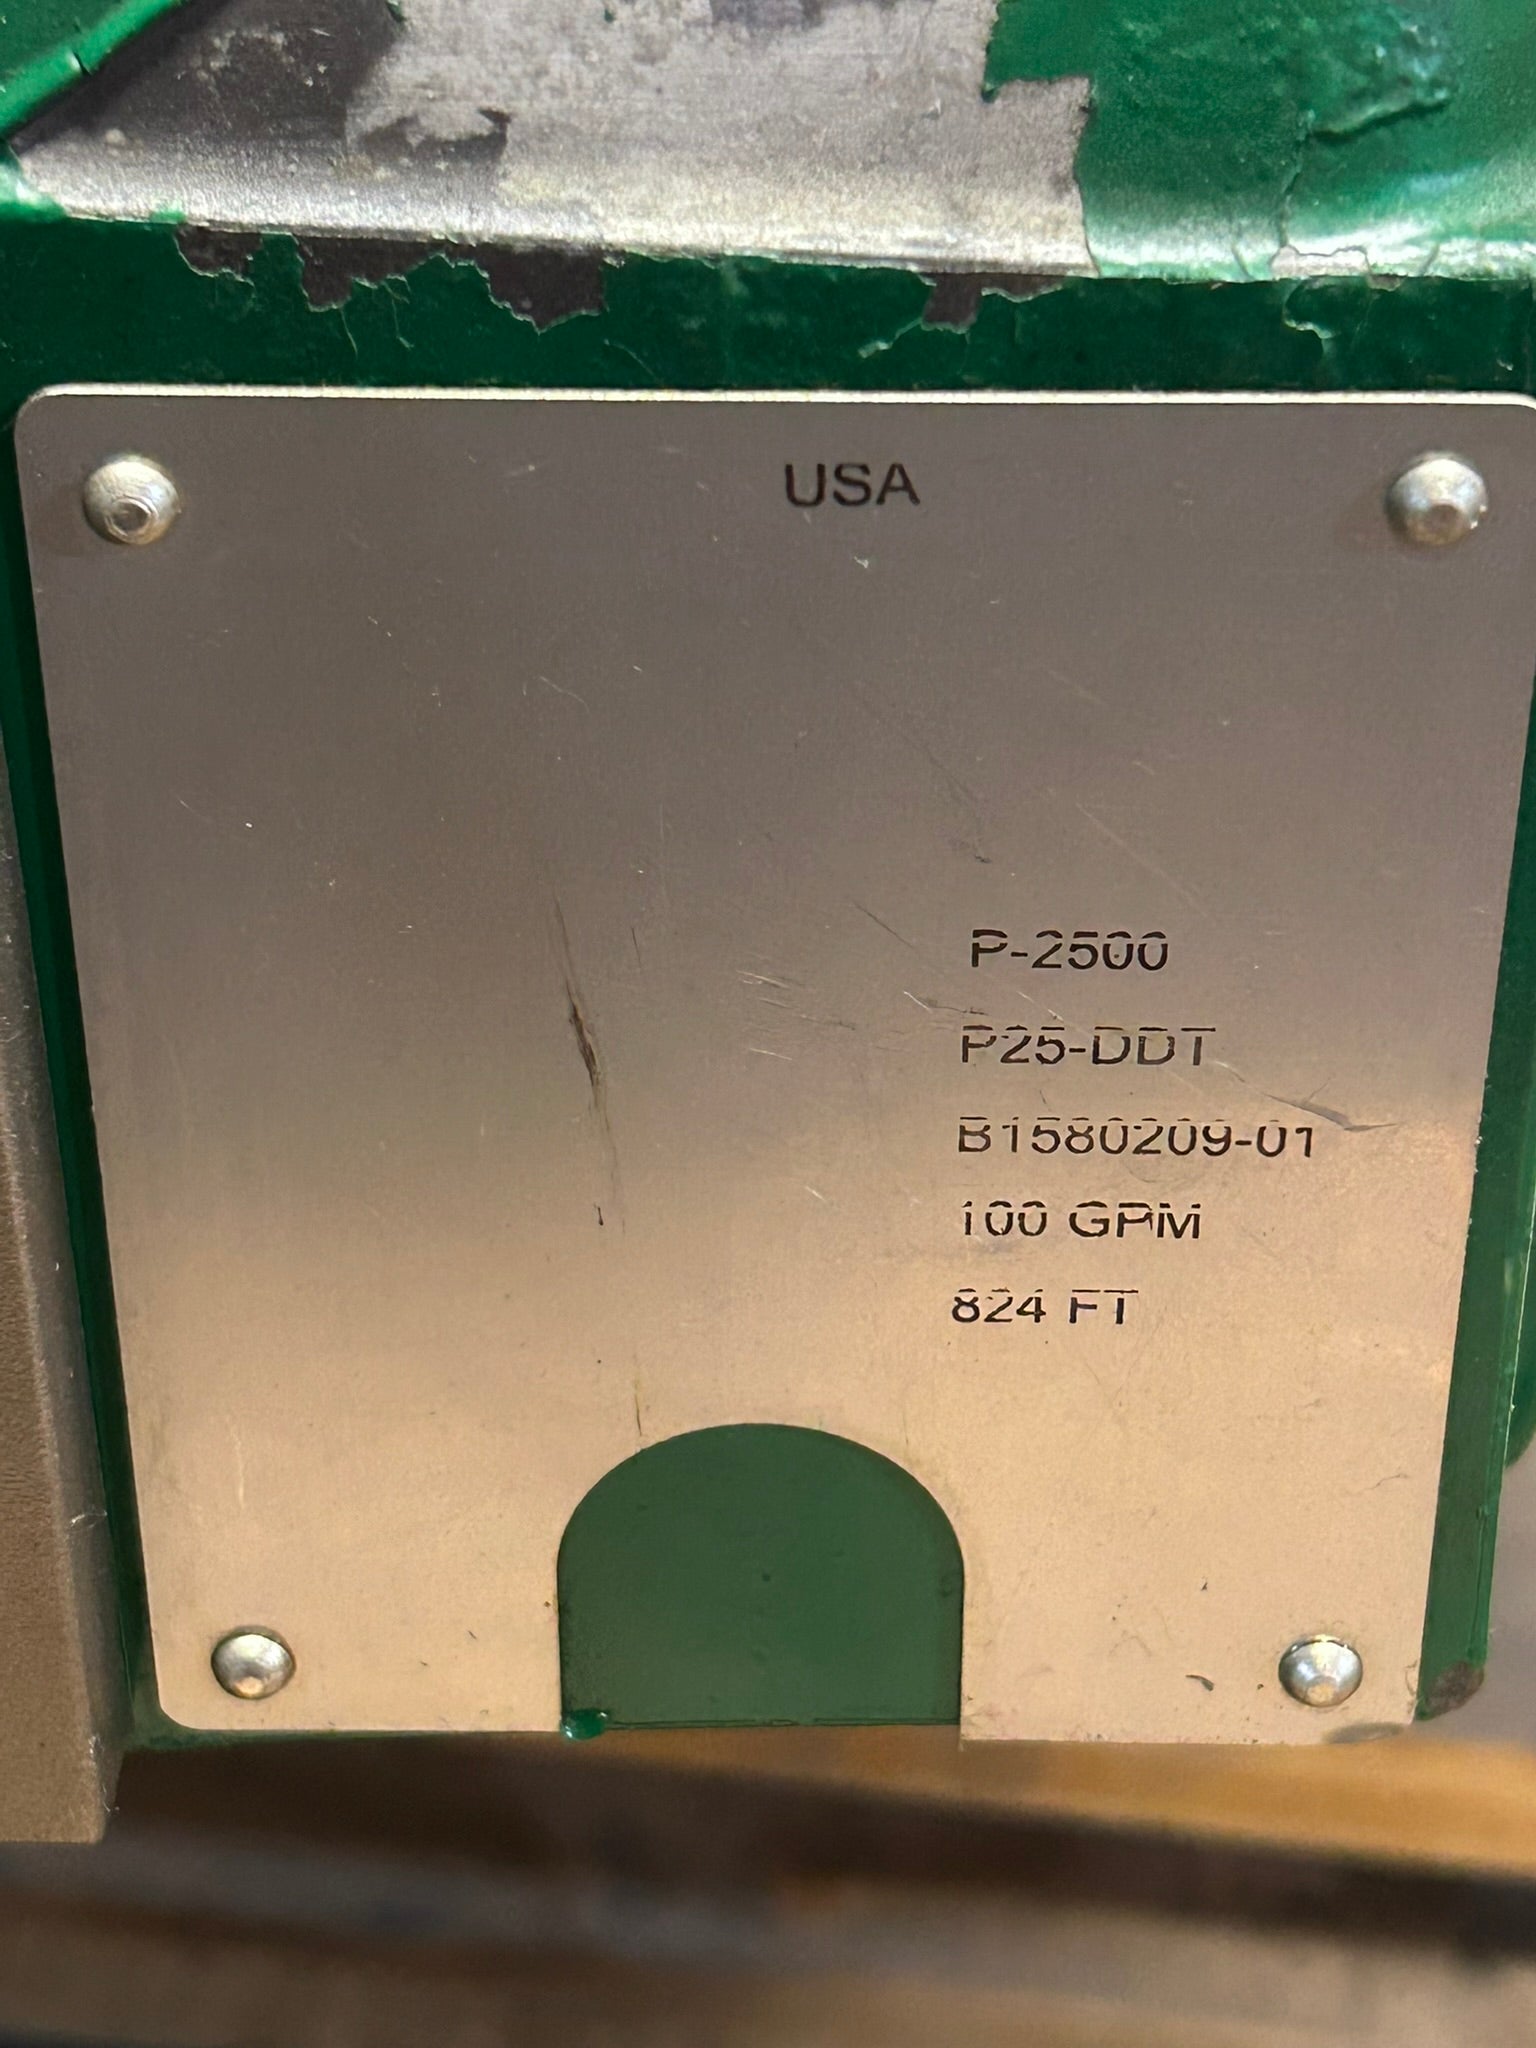 USA
P-2500
P25-DDT
B1580209-01
100 GPM
824 FT